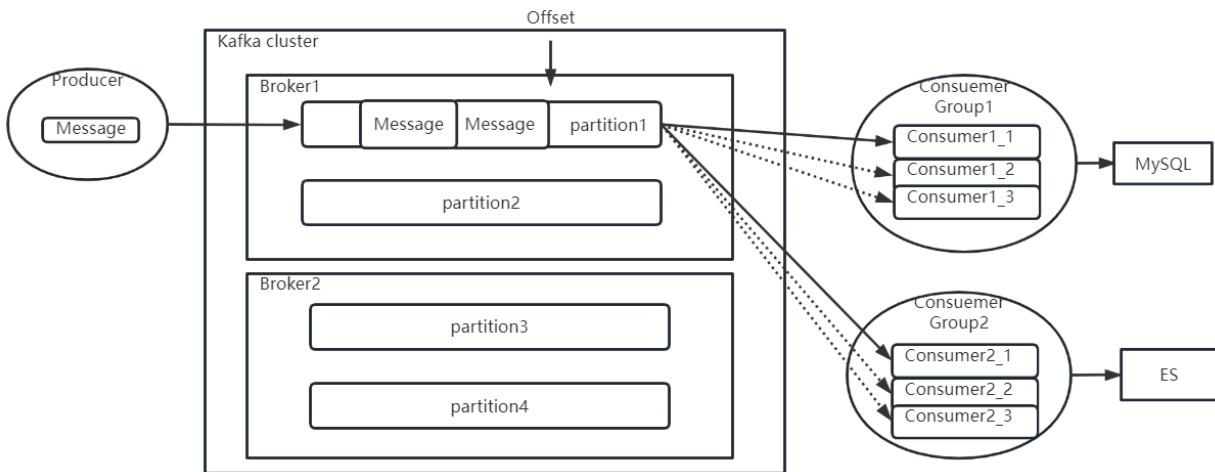 Offset
Kafka cluster
Producer
Message
Broker1
Message
Message
partition1
partition2
Broker2
partition3
partition4
Consuemer
Group1
Consumer1_1
Consumer1_2
Consumer1_3
MySQL
Consuemer
Group2
Consumer2_1
Consumer2_2
Consumer2_3
ES